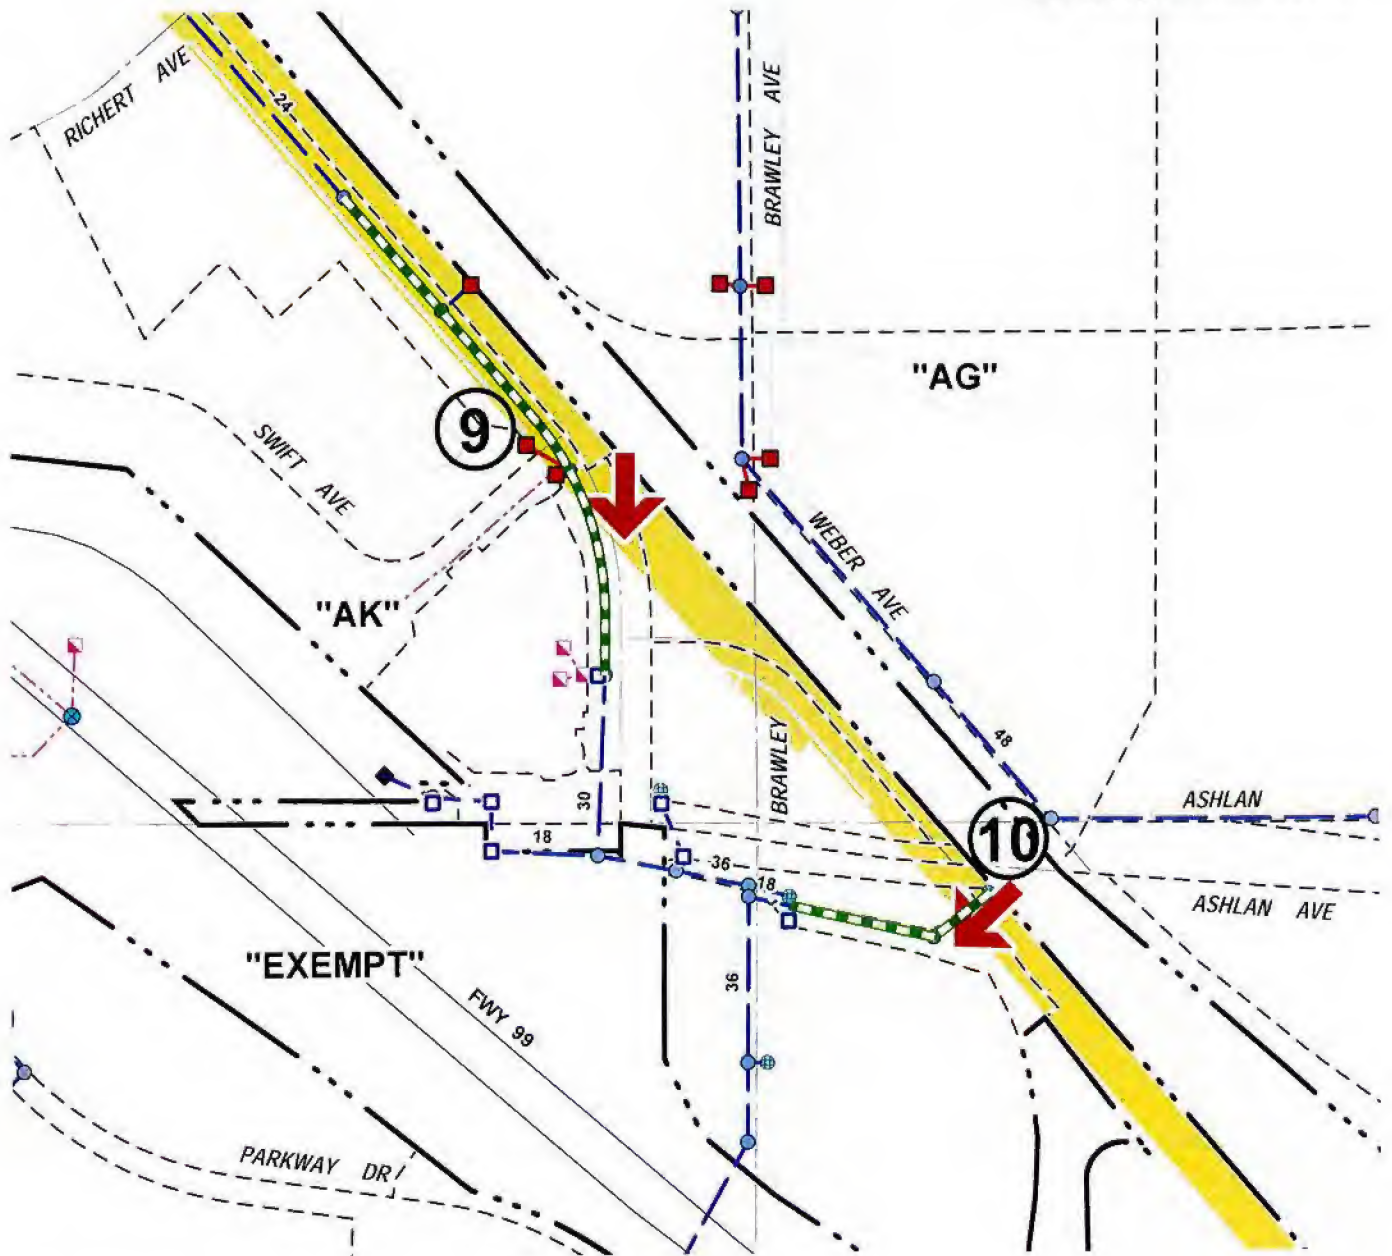 RICHERT AVE
24
BRAWLEY AVE
"AG"
9
SWIFT AVE
WEBER AVE
"AK"
48
BRAWLEY
30
ASHLAN
10
18
36
18
ASHLAN AVE
"EXEMPT"
36
FWY 99
PARKWAY DR